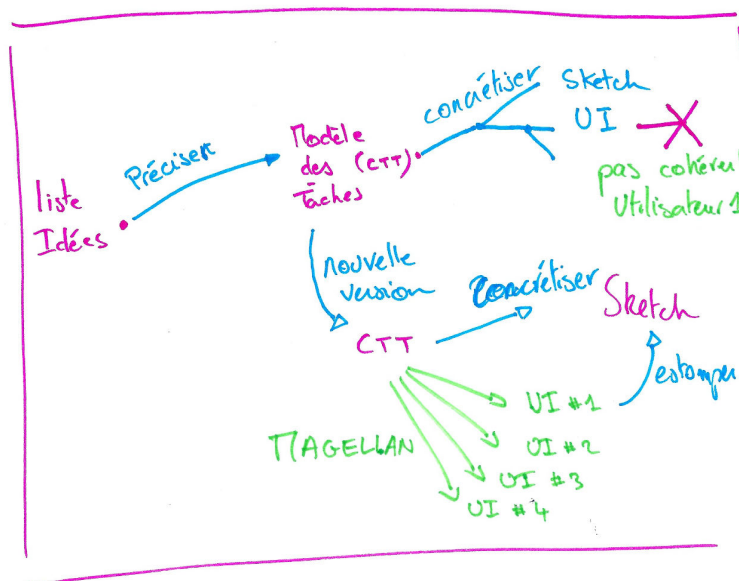 liste
Idées
Préciser
Modèle
des (CTT)
Tâches
concrétiser
Sketch
UI
pas cohérent
Utilisateur 1
nouvelle
version
CTT
Concrétiser
Sketch
estomper
MAGELLAN
UI #1
UI #2
UI #3
UI #4